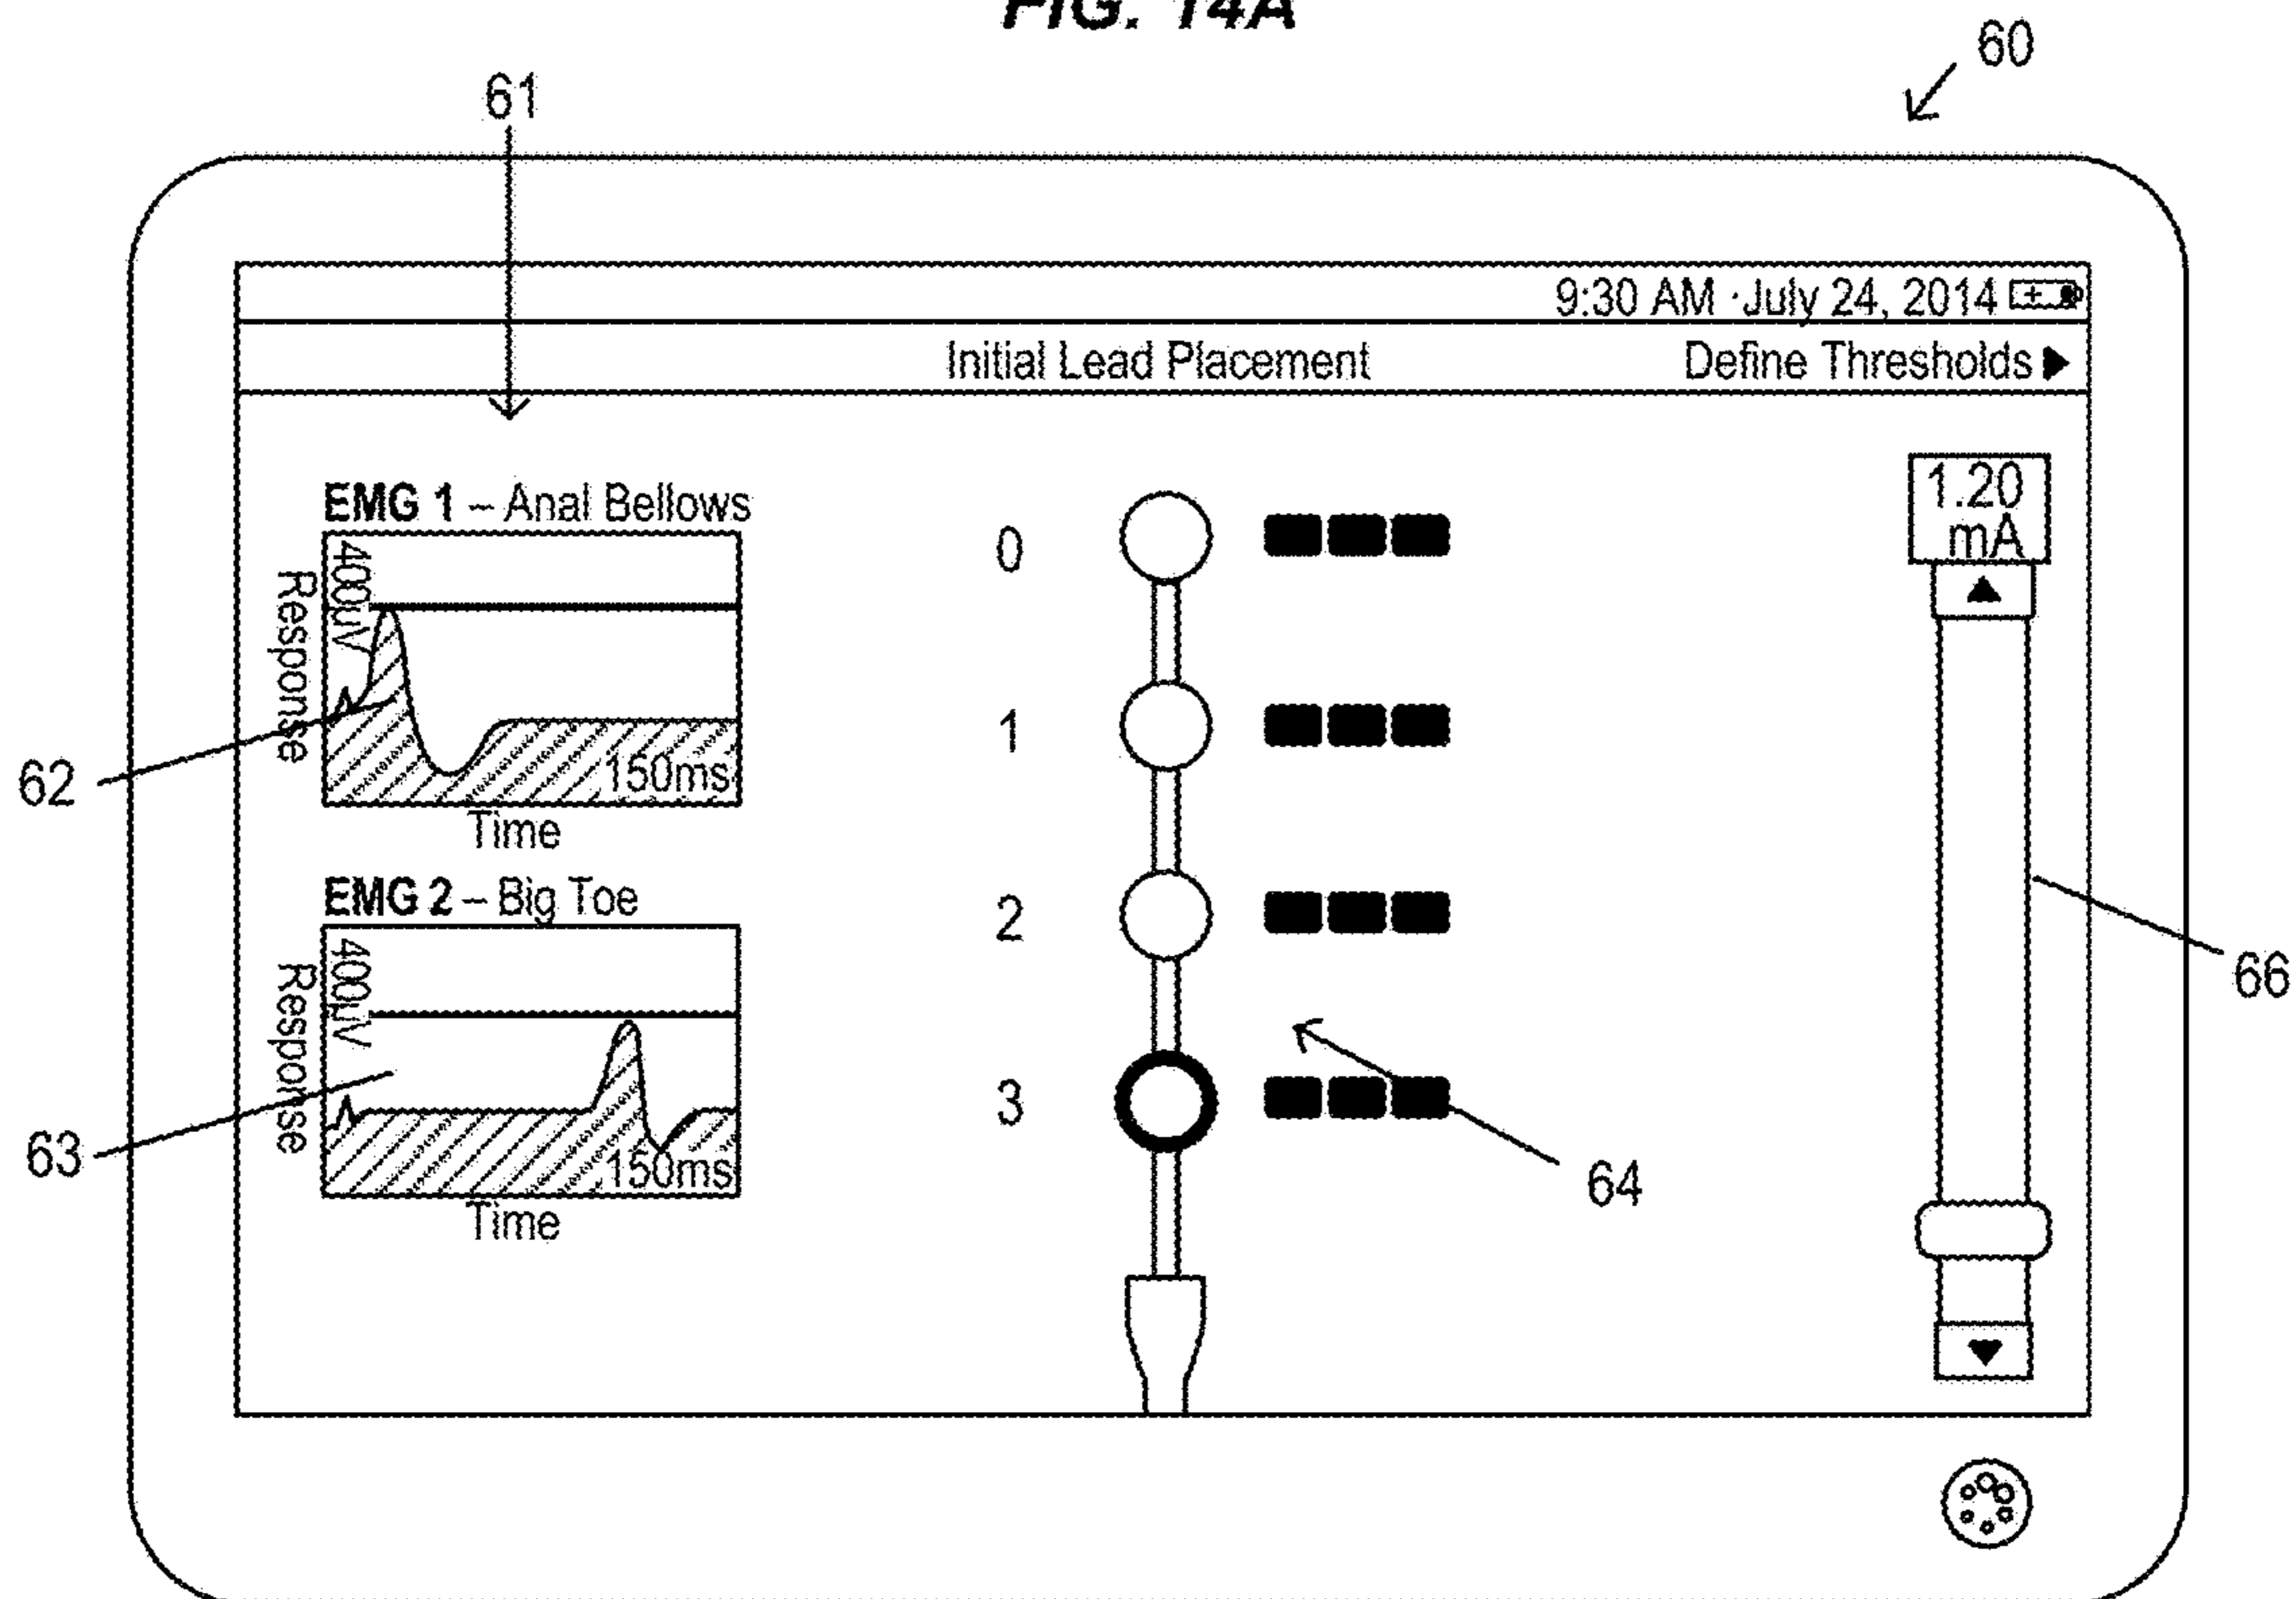 FIG. 14A
60
61
9:30 AM · July 24, 2014
Initial Lead Placement
Define Thresholds
EMG 1 – Anal Bellows
400uV
Response
150ms
Time
62
EMG 2 – Big Toe
400µV
Response
150ms
Time
63
0
1
2
3
64
1.20
mA
66